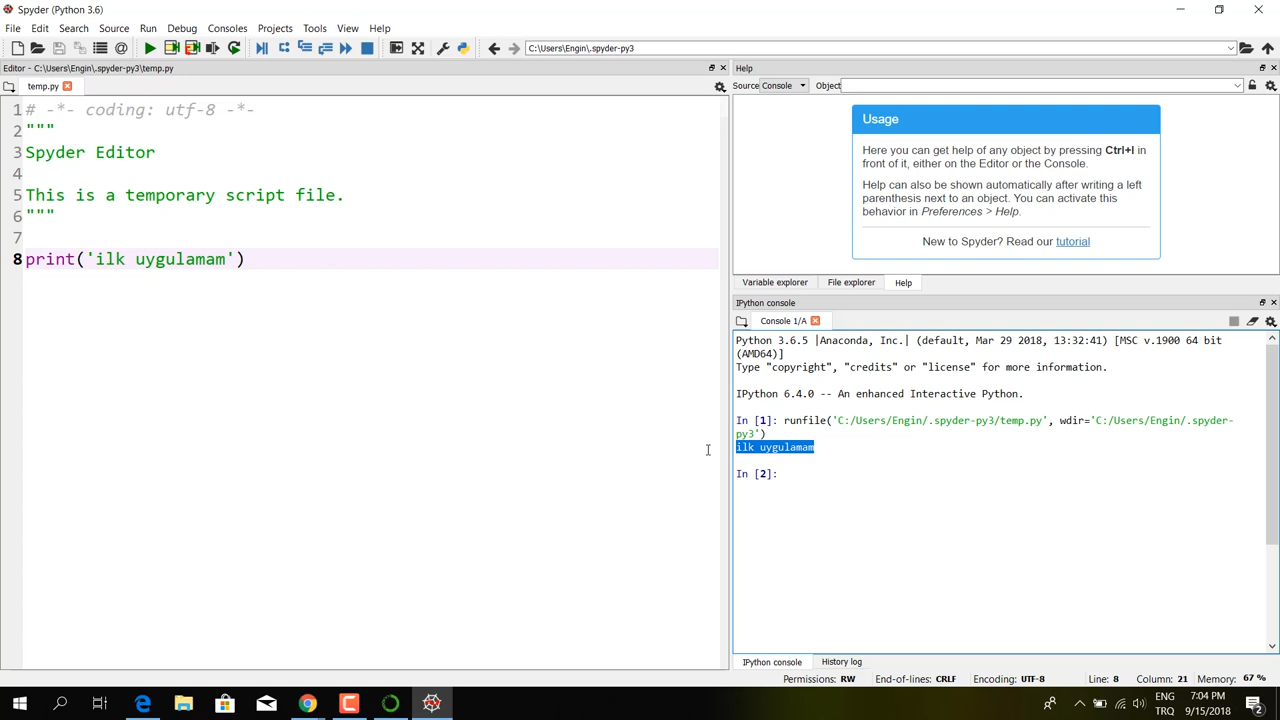 Spyder (Python 3.6)
File Edit Search Source Run Debug Consoles Projects Tools View Help
C:\Users\Engin\.spyder-py3
Editor - C:\Users\Engin\.spyder-py3\temp.py
temp.py
1 # -*- coding: utf-8 -*-
2 """
3 Spyder Editor
4
5 This is a temporary script file.
6 """
7
8 print('ilk uygulamam')
Help
Source Console Object
Usage
Here you can get help of any object by pressing Ctrl+I in
front of it, either on the Editor or the Console.
Help can also be shown automatically after writing a left
parenthesis next to an object. You can activate this
behavior in Preferences > Help.
New to Spyder? Read our tutorial
Variable explorer File explorer Help
IPython console
Console 1/A
Python 3.6.5 |Anaconda, Inc.| (default, Mar 29 2018, 13:32:41) [MSC v.1900 64 bit
(AMD64)]
Type "copyright", "credits" or "license" for more information.
IPython 6.4.0 -- An enhanced Interactive Python.
In [1]: runfile('C:/Users/Engin/.spyder-py3/temp.py', wdir='C:/Users/Engin/.spyder-
py3')
ilk uygulamam
In [2]:
IPython console History log
Permissions: RW End-of-lines: CRLF Encoding: UTF-8 Line: 8 Column: 21 Memory: 67 %
ENG 7:04 PM
TRQ 9/15/2018 2